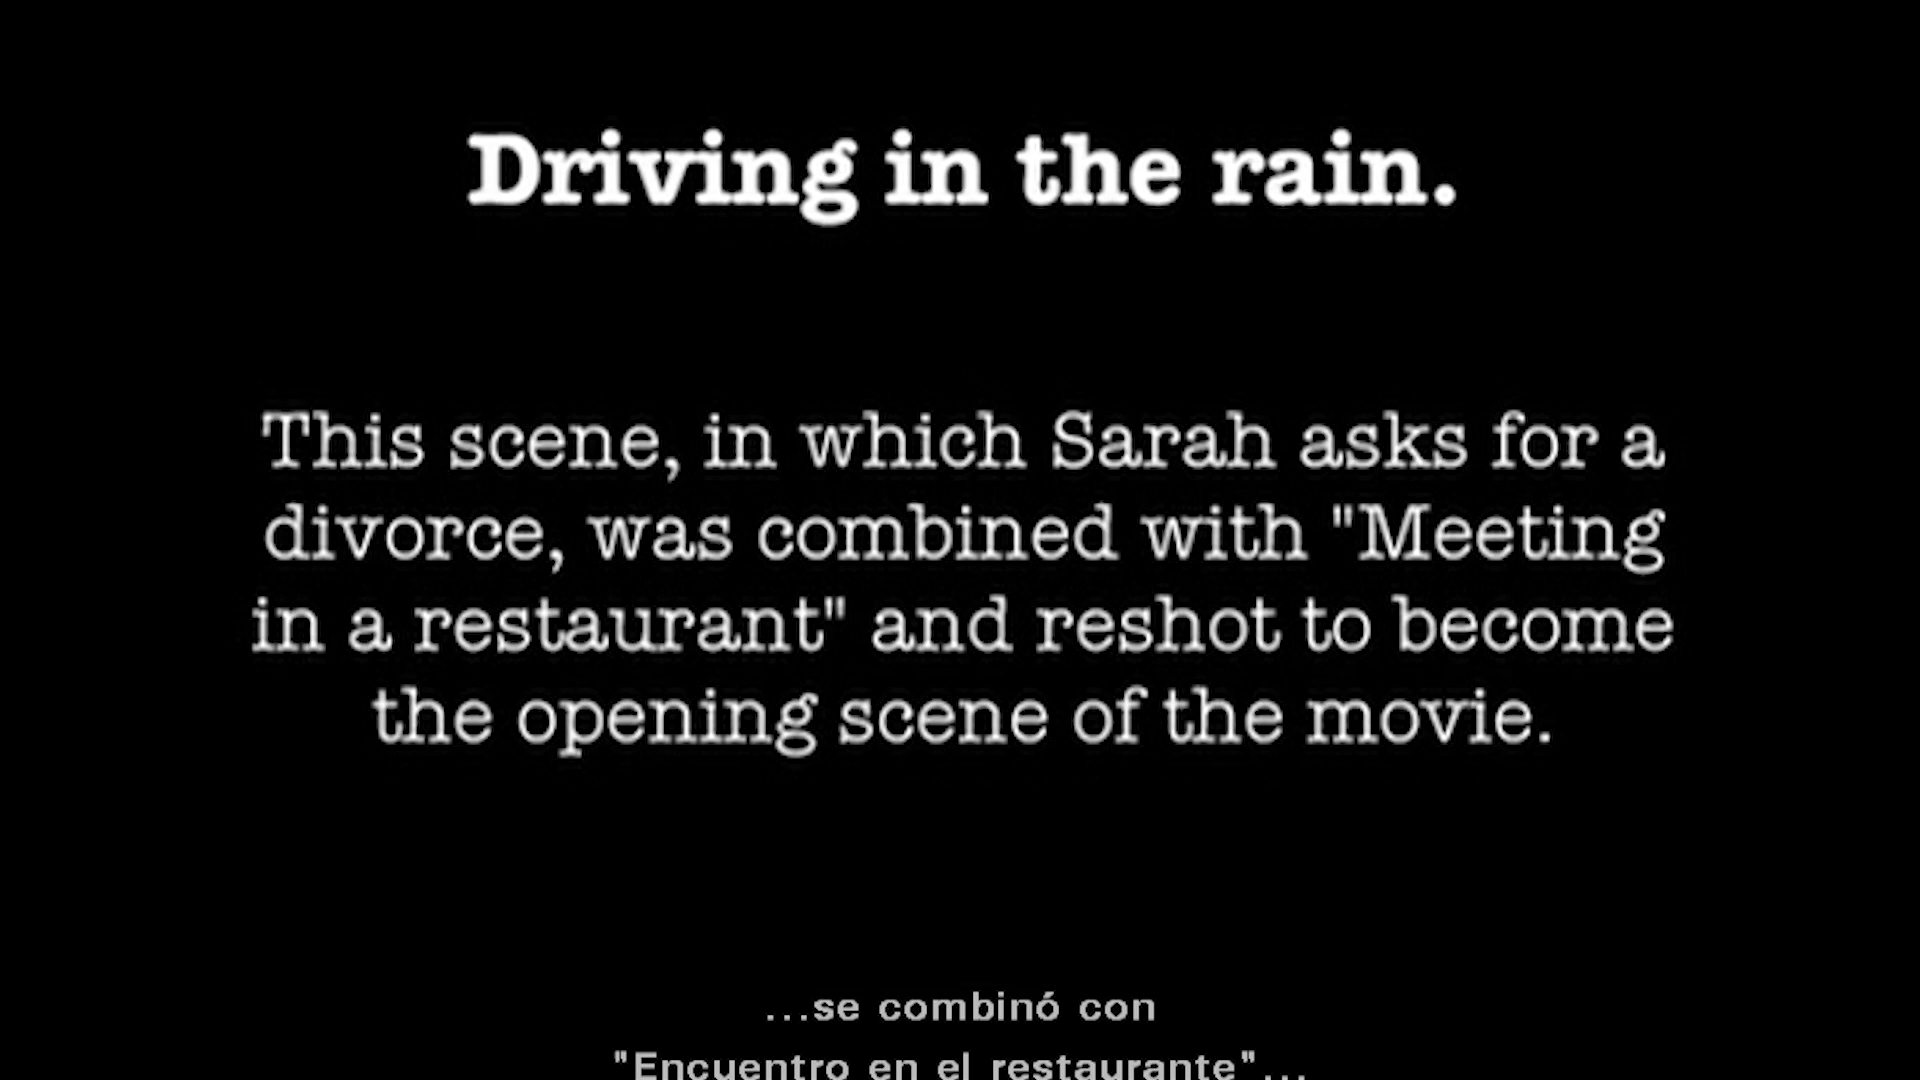 Driving in the rain.
This scene, in which Sarah asks for a
divorce, was combined with "Meeting
in a restaurant" and reshot to become
the opening scene of the movie.
...se combinó con
"Encuentro en el restaurante"...